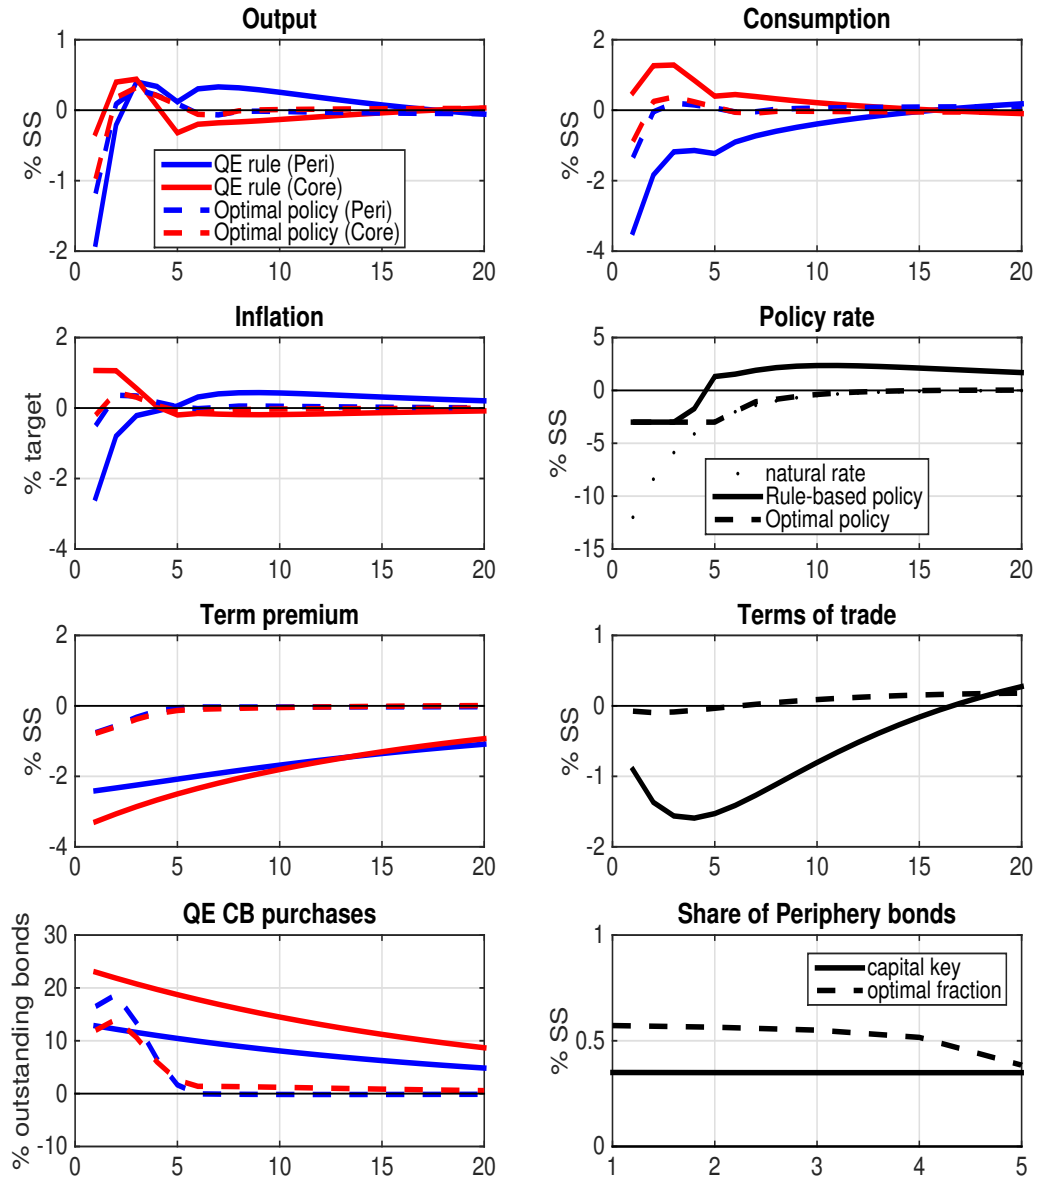 Output
% SS
1
0
-1
-2
QE rule (Peri)
QE rule (Core)
Optimal policy (Peri)
Optimal policy (Core)
0 5 10 15 20
Consumption
% SS
2
0
-2
-4
0 5 10 15 20
Inflation
% target
2
0
-2
-4
0 5 10 15 20
Policy rate
% SS
5
0
-5
-10
-15
natural rate
Rule-based policy
Optimal policy
0 5 10 15 20
Term premium
% SS
2
0
-2
-4
0 5 10 15 20
Terms of trade
% SS
1
0
-1
-2
0 5 10 15 20
QE CB purchases
% outstanding bonds
30
20
10
0
-10
0 5 10 15 20
Share of Periphery bonds
% SS
1
0.5
0
capital key
optimal fraction
1 2 3 4 5